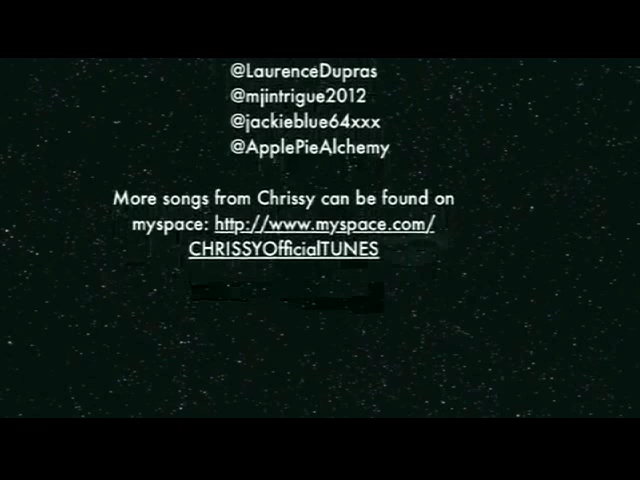 @LaurenceDupras
@mjintrigue2012
@jackieblue64xxx
@ApplePieAlchemy
More songs from Chrissy can be found on
myspace: http://www.myspace.com/
CHRISSYOfficialTUNES